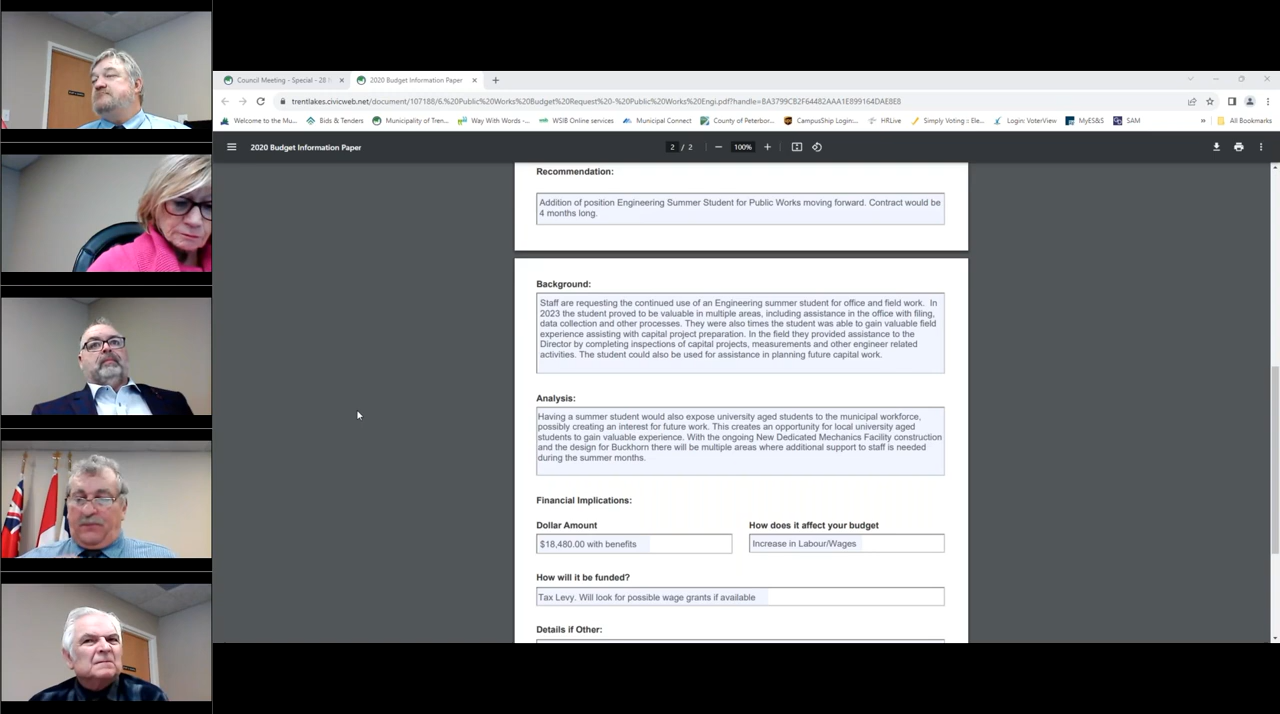 Council Meeting - Special - 28
2020 Budget Information Paper
trentlakes.civicweb.net/document/107188/6.%20Public%20Works%20Budget%20Request%20-%20Public%20Works%20Engi.pdf?handle=8A3799CB2F64482AAA1E899164DAE8E8
Welcome to the Mu... Bids & Tenders Municipality of Tren... Way With Words -... WSIB Online services Municipal Connect County of Peterbor... CampusShip Login... HRLive Simply Voting :: Ele... Login: VoterView MyES&S SAM » All Bookmarks
2020 Budget Information Paper 2 / 2 100%
Recommendation:
Addition of position Engineering Summer Student for Public Works moving forward. Contract would be
4 months long.
Background:
Staff are requesting the continued use of an Engineering summer student for office and field work. In
2023 the student proved to be valuable in multiple areas, including assistance in the office with filing,
data collection and other processes. They were also times the student was able to gain valuable field
experience assisting with capital project preparation. In the field they provided assistance to the
Director by completing inspections of capital projects, measurements and other engineer related
activities. The student could also be used for assistance in planning future capital work.
Analysis:
Having a summer student would also expose university aged students to the municipal workforce,
possibly creating an interest for future work. This creates an opportunity for local university aged
students to gain valuable experience. With the ongoing New Dedicated Mechanics Facility construction
and the design for Buckhorn there will be multiple areas where additional support to staff is needed
during the summer months.
Financial Implications:
Dollar Amount How does it affect your budget
$18,480.00 with benefits Increase in Labour/Wages
How will it be funded?
Tax Levy. Will look for possible wage grants if available
Details if Other: